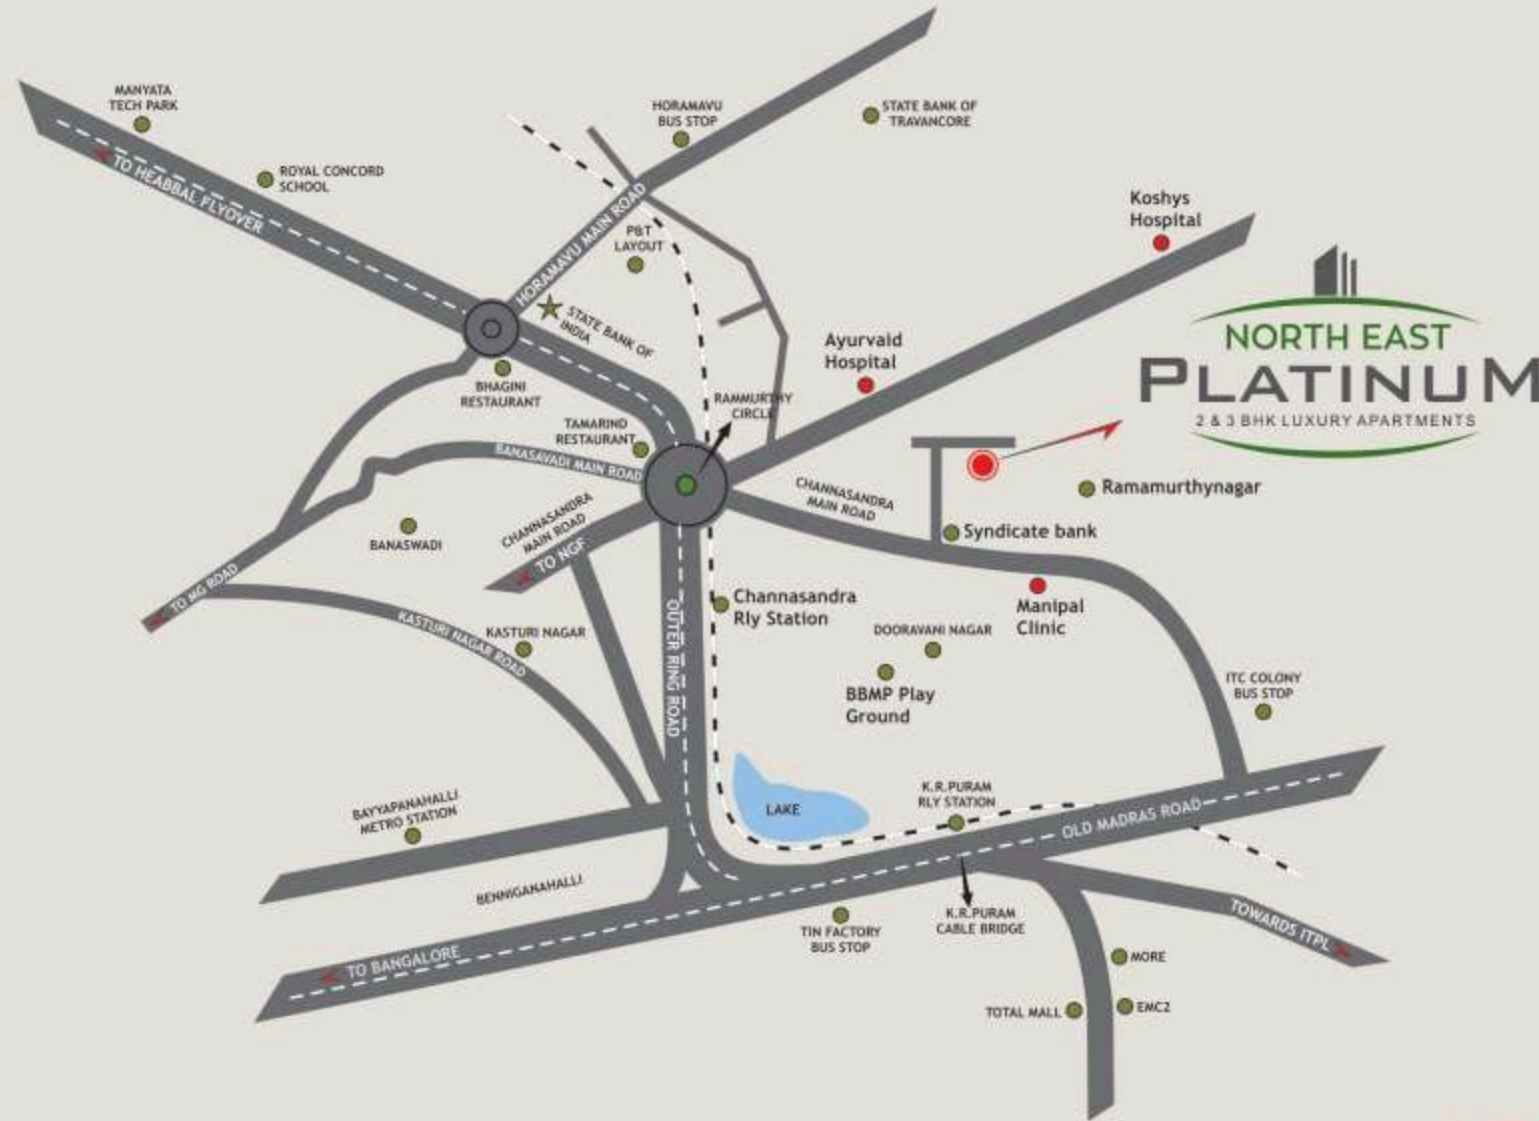 MANYATA
TECH PARK
ROYAL CONCORD
SCHOOL
TO HEABBAL FLYOVER
HORAMAVU
BUS STOP
STATE BANK OF
TRAVANCORE
HORAMAVU MAIN ROAD
P&T
LAYOUT
STATE BANK OF
INDIA
Koshys
Hospital
NORTH EAST
PLATINUM
2 & 3 BHK LUXURY APARTMENTS
Ayurvaid
Hospital
BHAGINI
RESTAURANT
RAMMURTHY
CIRCLE
TAMARIND
RESTAURANT
BANASAVADI MAIN ROAD
CHANNASANDRA
MAIN ROAD
Ramamurthynagar
Syndicate bank
BANASWADI
CHANNASANDRA
MAIN ROAD
TO NGF
TO MG ROAD
KASTURI NAGAR ROAD
KASTURI NAGAR
OUTER RING ROAD
Channasandra
Rly Station
Manipal
Clinic
DOORAVANI NAGAR
BBMP Play
Ground
ITC COLONY
BUS STOP
BAYYAPANAHALLI
METRO STATION
LAKE
K.R.PURAM
RLY STATION
OLD MADRAS ROAD
BENNIGANAHALLI
TO BANGALORE
TIN FACTORY
BUS STOP
K.R.PURAM
CABLE BRIDGE
TOWARDS ITPL
MORE
TOTAL MALL
EMC2